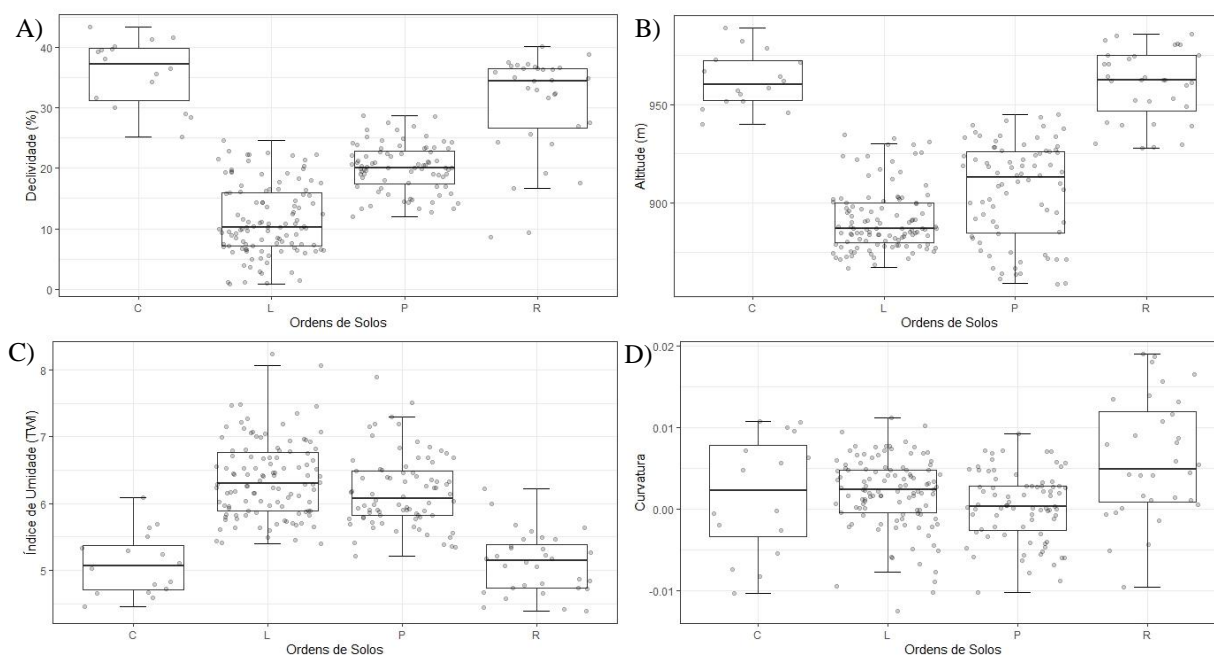 A)
Declividade (%)
40
30
20
10
0
C L P R
Ordens de Solos
B)
Altitude (m)
950
900
C L P R
Ordens de Solos
C)
Índice de Umidade (TWI)
8
7
6
5
C L P R
Ordens de Solos
D)
Curvatura
0.02
0.01
0.00
-0.01
C L P R
Ordens de Solos